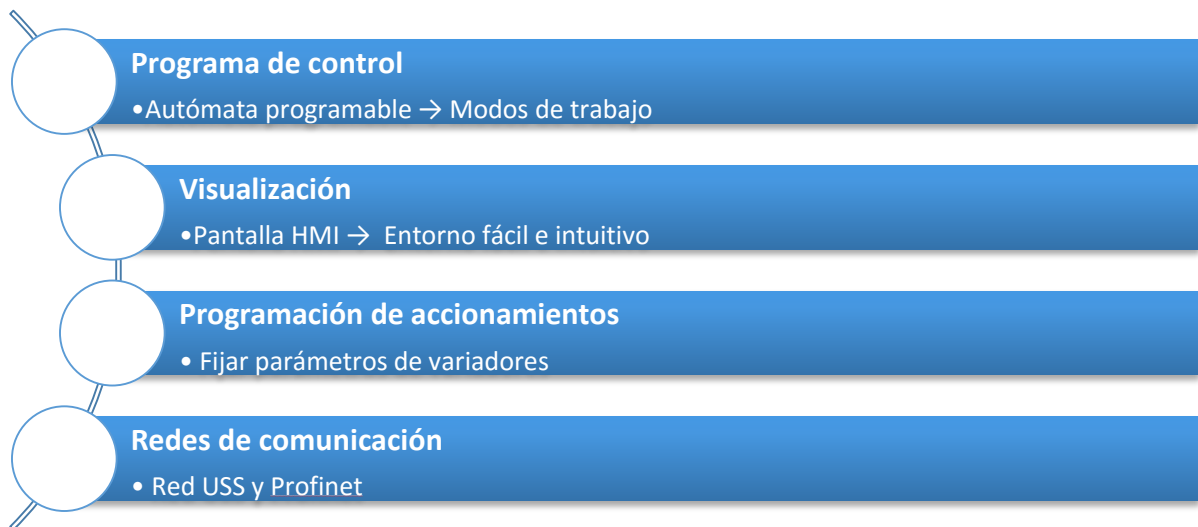 Programa de control
•Autómata programable → Modos de trabajo
Visualización
•Pantalla HMI → Entorno fácil e intuitivo
Programación de accionamientos
• Fijar parámetros de variadores
Redes de comunicación
• Red USS y Profinet